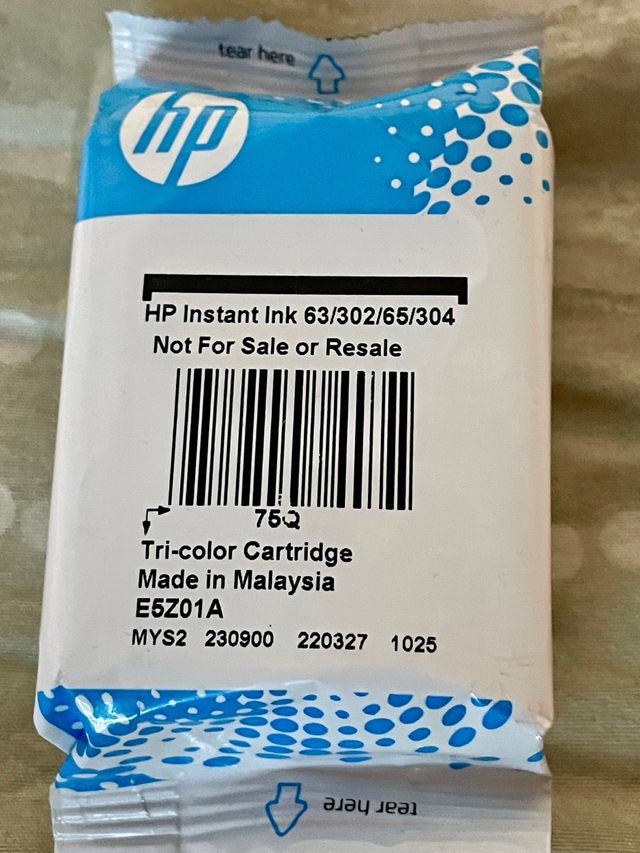 tear here
hp
HP Instant Ink 63/302/65/304
Not For Sale or Resale
75Q
Tri-color Cartridge
Made in Malaysia
E5Z01A
MYS2 230900 220327 1025
tear here